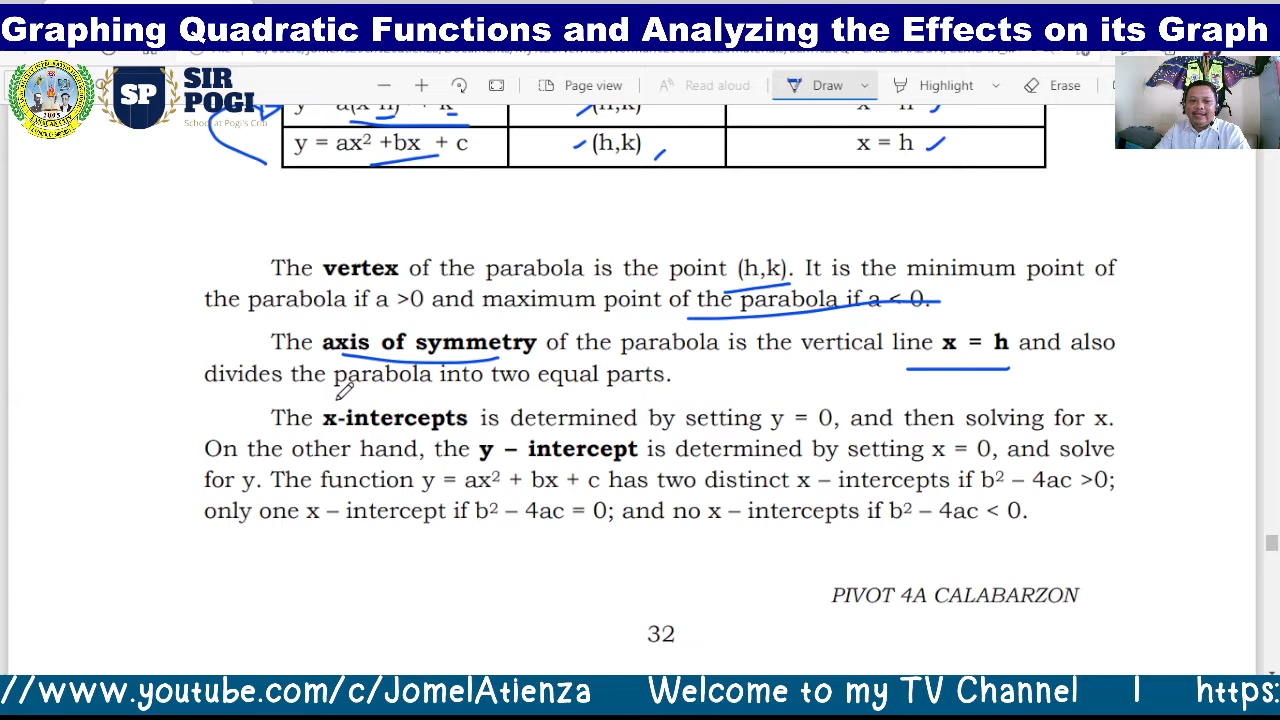 Graphing Quadratic Functions and Analyzing the Effects on its Graph
SP
SIR
POGI
Page view
Read aloud
Draw
Highlight
Erase
y = ax² +bx + c
(h,k)
x = h
The vertex of the parabola is the point (h,k). It is the minimum point of
the parabola if a >0 and maximum point of the parabola if a < 0.
The axis of symmetry of the parabola is the vertical line x = h and also
divides the parabola into two equal parts.
The x-intercepts is determined by setting y = 0, and then solving for x.
On the other hand, the y – intercept is determined by setting x = 0, and solve
for y. The function y = ax² + bx + c has two distinct x – intercepts if b² – 4ac >0;
only one x – intercept if b² – 4ac = 0; and no x – intercepts if b² – 4ac < 0.
PIVOT 4A CALABARZON
32
//www.youtube.com/c/JomelAtienza Welcome to my TV Channel I https: